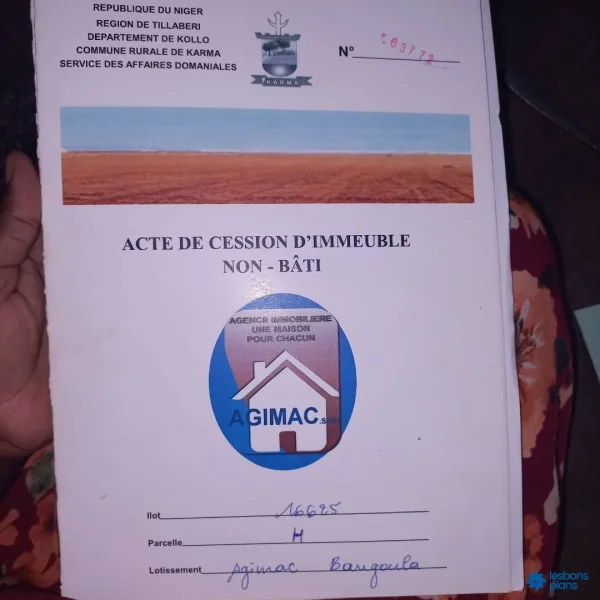 REPUBLIQUE DU NIGER
REGION DE TILLABERI
DEPARTEMENT DE KOLLO
COMMUNE RURALE DE KARMA
SERVICE DES AFFAIRES DOMANIALES
KARMA
N° 563772
ACTE DE CESSION D'IMMEUBLE
NON - BÂTI
AGENCE IMMOBILIERE
UNE MAISON
POUR CHACUN
AGIMAC
Ilot 16625
Parcelle H
Lotissement Agimac Bangoula
lesbons
plans